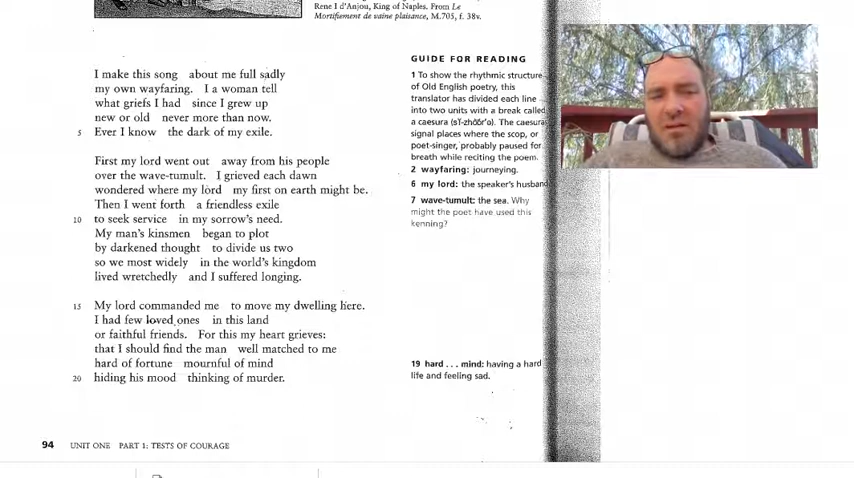 Rene I d'Anjou, King of Naples. From Le
Mortifiement de vaine plaisance, M.705, f. 38v.
I make this song about me full sadly
my own wayfaring. I a woman tell
what griefs I had since I grew up
new or old never more than now.
5 Ever I know the dark of my exile.
First my lord went out away from his people
over the wave-tumult. I grieved each dawn
wondered where my lord my first on earth might be.
Then I went forth a friendless exile
10 to seek service in my sorrow's need.
My man's kinsmen began to plot
by darkened thought to divide us two
so we most widely in the world's kingdom
lived wretchedly and I suffered longing.
15 My lord commanded me to move my dwelling here.
I had few loved ones in this land
or faithful friends. For this my heart grieves:
that I should find the man well matched to me
hard of fortune mournful of mind
20 hiding his mood thinking of murder.
GUIDE FOR READING
1 To show the rhythmic structure
of Old English poetry, this
translator has divided each line
into two units with a break called
a caesura (sĭ-zho͝or'ə). The caesuras
signal places where the scop, or
poet-singer, probably paused for
breath while reciting the poem.
2 wayfaring: journeying.
6 my lord: the speaker's husband
7 wave-tumult: the sea. Why
might the poet have used this
kenning?
19 hard . . . mind: having a hard
life and feeling sad.
94 UNIT ONE PART 1: TESTS OF COURAGE